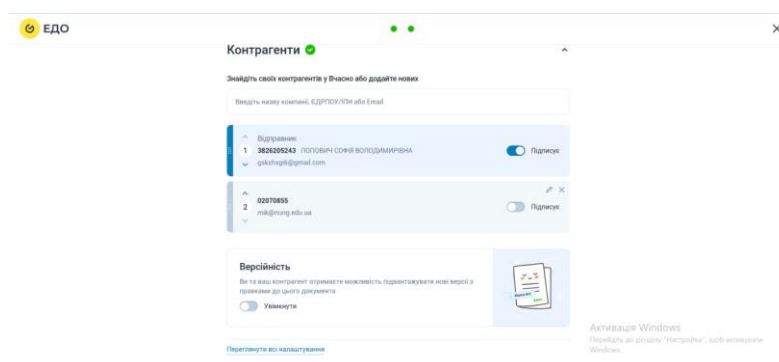 ЕДО
Контрагенти
Знайдіть своїх контрагентів у Вчасно або додайте нових
Введіть назву компанії, ЄДРПОУ/ІПН або Email
Відправник
1 3826205243 ПОПОВИЧ СОФІЯ ВОЛОДИМИРІВНА Підписує
02070855
2 Підписує
mik@nung.edu.ua
Версійність
Ви та ваш контрагент отримаєте можливість підвантажувати нові версії з
правками до цього документа
Увімкнути
Переглянути всі налаштування
Активація Windows
Перейдіть до розділу "Настройки", щоб активувати
Windows.